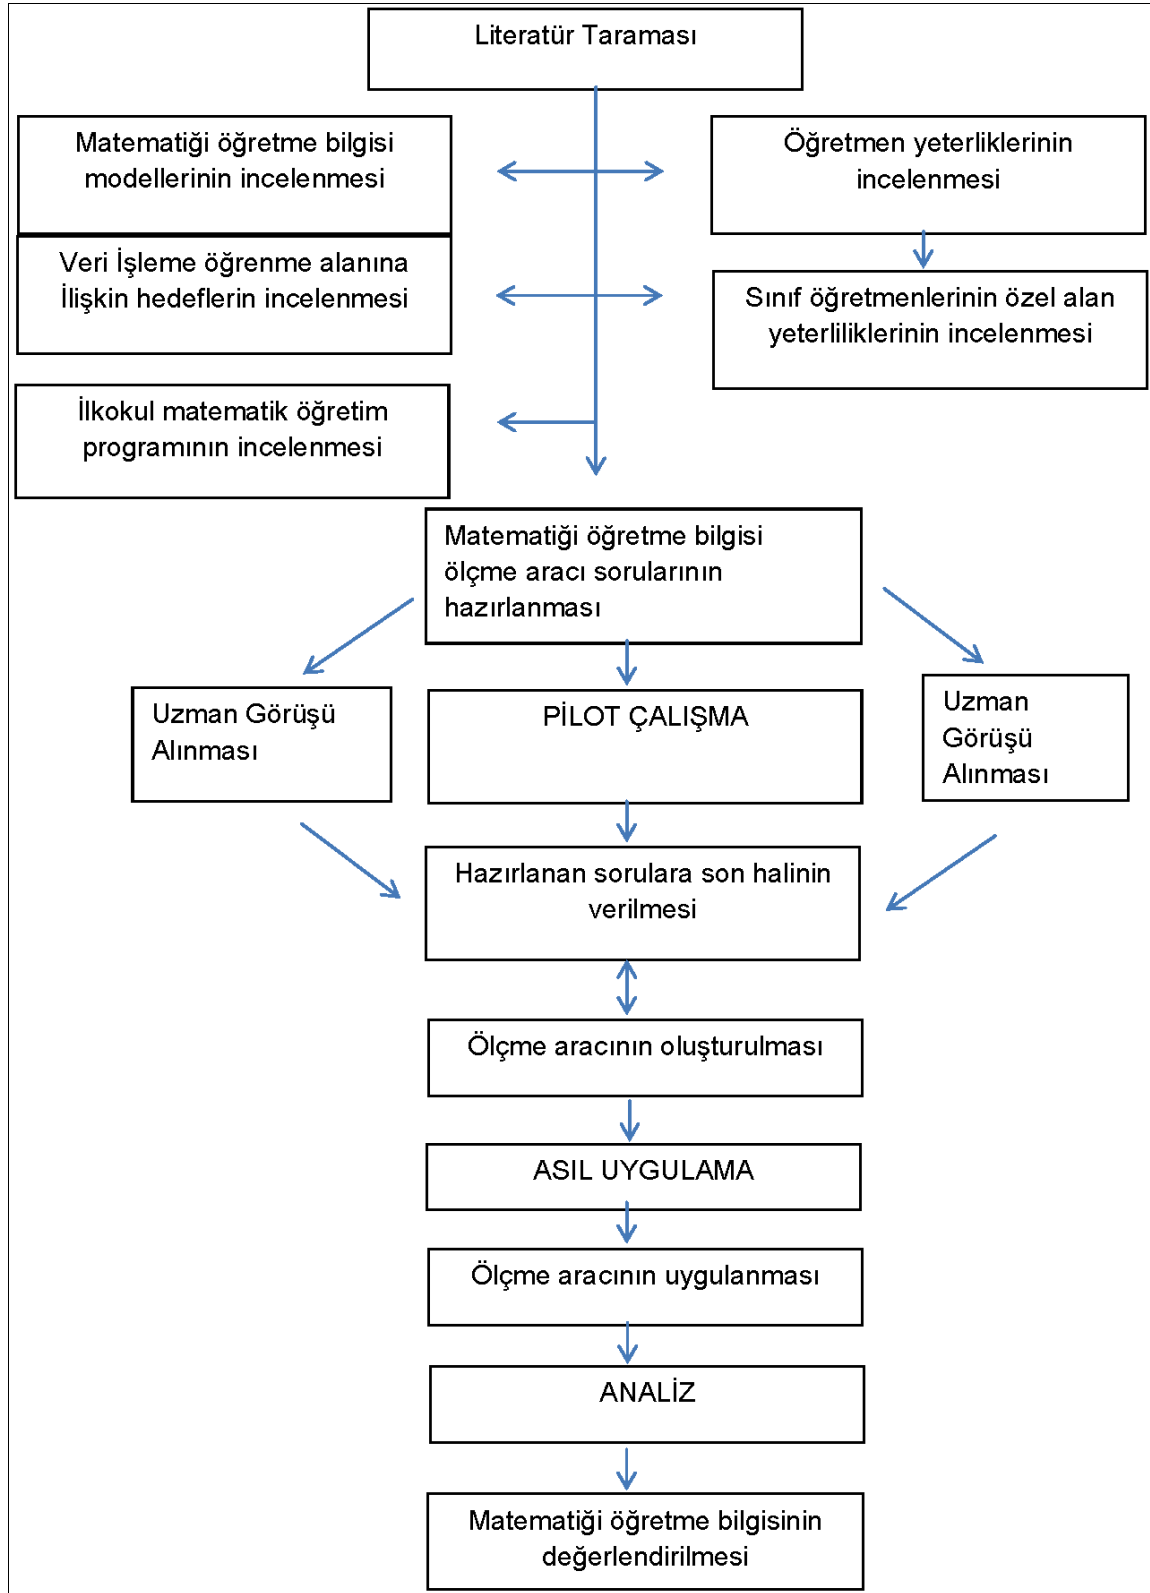 Literatür Taraması
Matematiği öğretme bilgisi
modellerinin incelenmesi
Öğretmen yeterliklerinin
incelenmesi
Veri İşleme öğrenme alanına
İlişkin hedeflerin incelenmesi
Sınıf öğretmenlerinin özel alan
yeterliliklerinin incelenmesi
İlkokul matematik öğretim
programının incelenmesi
Matematiği öğretme bilgisi
ölçme aracı sorularının
hazırlanması
Uzman Görüşü
Alınması
PİLOT ÇALIŞMA
Uzman
Görüşü
Alınması
Hazırlanan sorulara son halinin
verilmesi
Ölçme aracının oluşturulması
ASIL UYGULAMA
Ölçme aracının uygulanması
ANALİZ
Matematiği öğretme bilgisinin
değerlendirilmesi